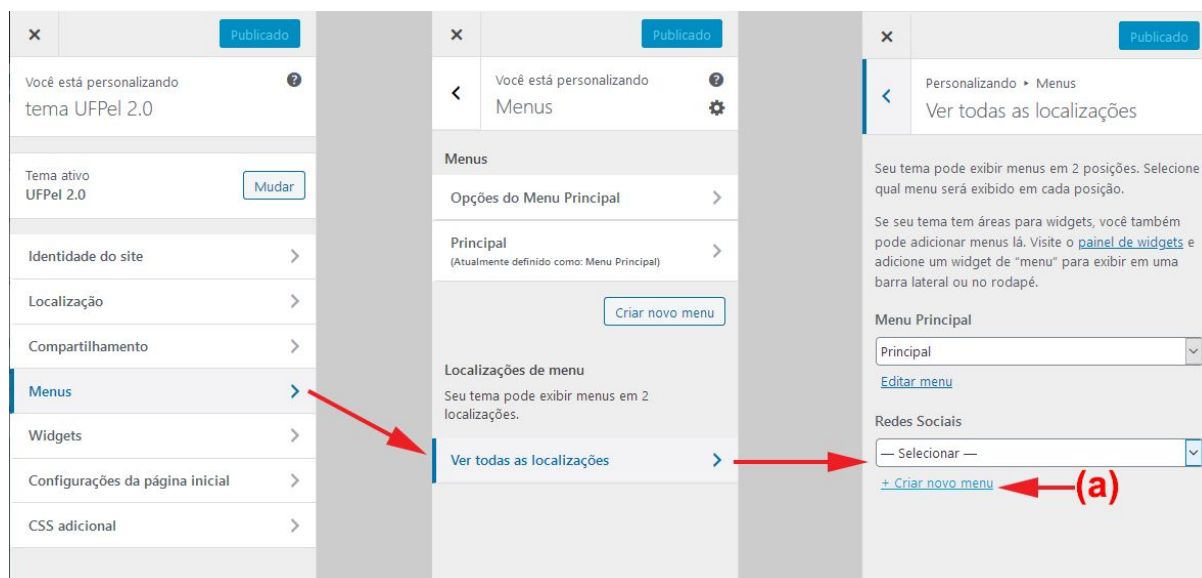 Publicado
Você está personalizando
tema UFPel 2.0
Tema ativo
UFPel 2.0
Mudar
Identidade do site
Localização
Compartilhamento
Menus
Widgets
Configurações da página inicial
CSS adicional
Publicado
Você está personalizando
Menus
Menus
Opções do Menu Principal
Principal
(Atualmente definido como: Menu Principal)
Criar novo menu
Localizações de menu
Seu tema pode exibir menus em 2
localizações.
Ver todas as localizações
Publicado
Personalizando ▸ Menus
Ver todas as localizações
Seu tema pode exibir menus em 2 posições. Selecione
qual menu será exibido em cada posição.
Se seu tema tem áreas para widgets, você também
pode adicionar menus lá. Visite o painel de widgets e
adicione um widget de "menu" para exibir em uma
barra lateral ou no rodapé.
Menu Principal
Principal
Editar menu
Redes Sociais
— Selecionar —
+ Criar novo menu
(a)